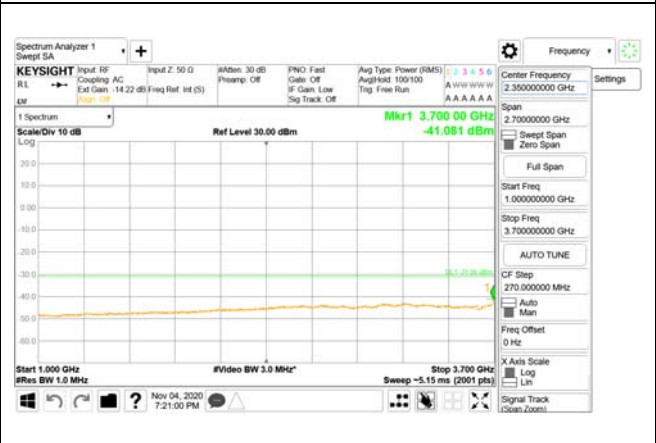 Spectrum Analyzer 1
Swept SA
+
Frequency
KEYSIGHT
RL
Input: RF
Coupling: AC
Ext Gain: -14.22 dB
Align: Off
Input Z: 50 Ω
Freq Ref: Int (S)
#Atten: 30 dB
Preamp: Off
PNO: Fast
Gate: Off
IF Gain: Low
Sig Track: Off
Avg Type: Power (RMS)
Avg|Hold: 100/100
Trig: Free Run
1 2 3 4 5 6
A W W W W W
A A A A A A
1 Spectrum
Scale/Div 10 dB
Log
Ref Level 30.00 dBm
Mkr1 3.700 00 GHz
-41.081 dBm
20.0
10.0
0.00
-10.0
-20.0
-30.0
-40.0
-50.0
-60.0
1
Start 1.000 GHz
#Res BW 1.0 MHz
#Video BW 3.0 MHz*
Stop 3.700 GHz
Sweep ~5.15 ms (2001 pts)
Nov 04, 2020
7:21:00 PM
Center Frequency
2.350000000 GHz
Settings
Span
2.70000000 GHz
Swept Span
Zero Span
Full Span
Start Freq
1.000000000 GHz
Stop Freq
3.700000000 GHz
AUTO TUNE
CF Step
270.000000 MHz
Auto
Man
Freq Offset
0 Hz
X Axis Scale
Log
Lin
Signal Track
(Span Zoom)